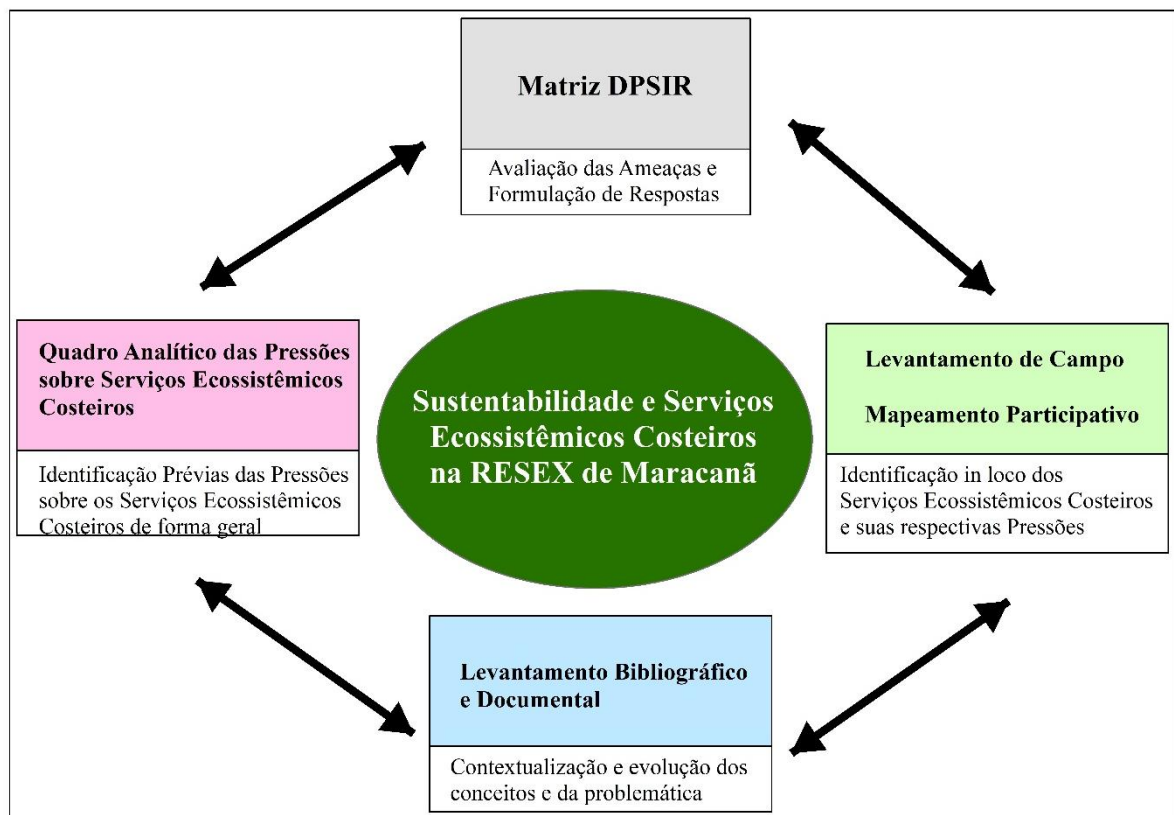 Matriz DPSIR
Avaliação das Ameaças e
Formulação de Respostas
Quadro Analítico das Pressões
sobre Serviços Ecossistêmicos
Costeiros
Identificação Prévias das Pressões
sobre os Serviços Ecossistêmicos
Costeiros de forma geral
Sustentabilidade e Serviços
Ecossistêmicos Costeiros
na RESEX de Maracanã
Levantamento de Campo
Mapeamento Participativo
Identificação in loco dos
Serviços Ecossistêmicos Costeiros
e suas respectivas Pressões
Levantamento Bibliográfico
e Documental
Contextualização e evolução dos
conceitos e da problemática